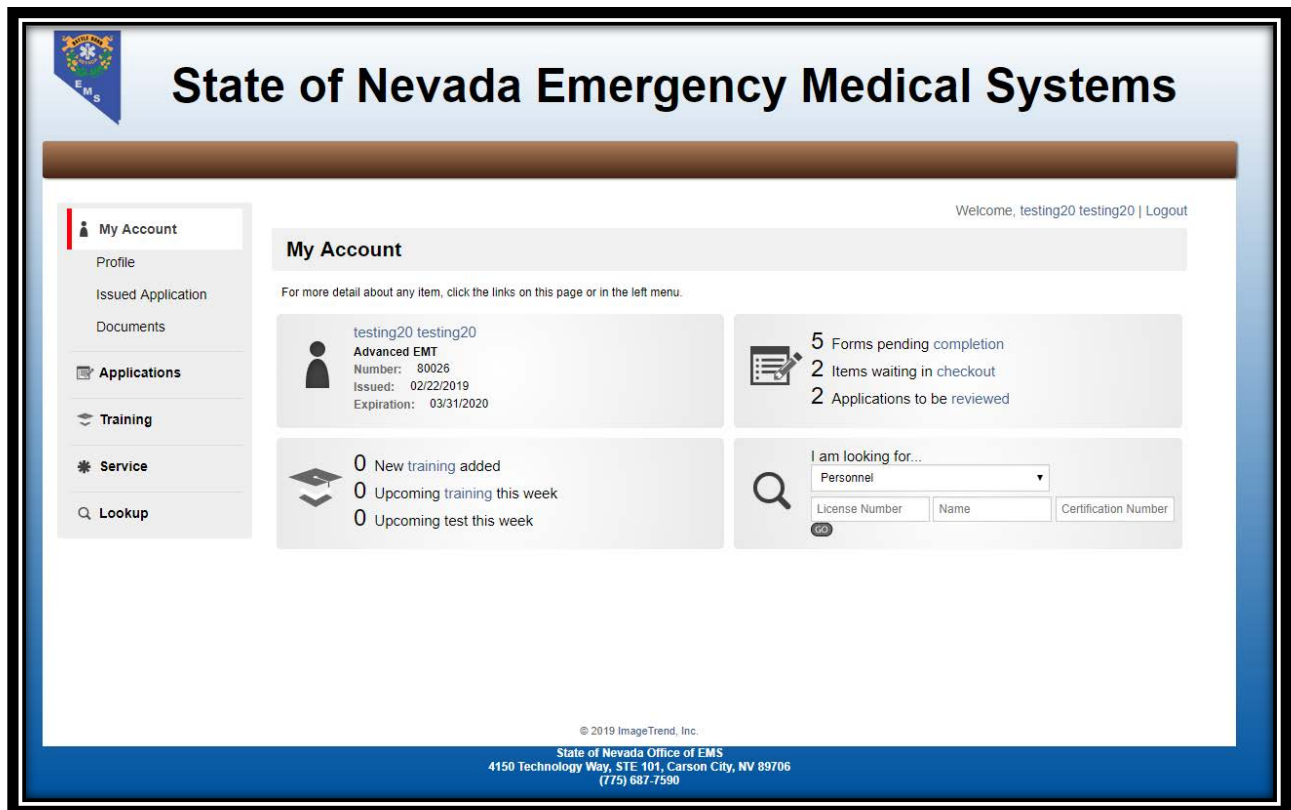 BATTLE BORN
NEVADA
EMS
State of Nevada Emergency Medical Systems
Welcome, testing20 testing20 | Logout
My Account
Profile
Issued Application
Documents
Applications
Training
Service
Lookup
My Account
For more detail about any item, click the links on this page or in the left menu.
testing20 testing20
Advanced EMT
Number: 80026
Issued: 02/22/2019
Expiration: 03/31/2020
5 Forms pending completion
2 Items waiting in checkout
2 Applications to be reviewed
0 New training added
0 Upcoming training this week
0 Upcoming test this week
I am looking for...
Personnel
License Number Name Certification Number
GO
© 2019 ImageTrend, Inc.
State of Nevada Office of EMS
4150 Technology Way, STE 101, Carson City, NV 89706
(775) 687-7590